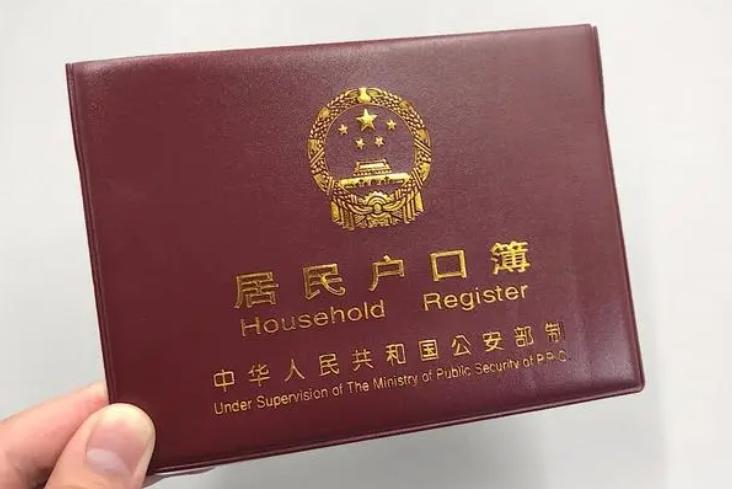 居民户口簿
Household Register
中华人民共和国公安部制
Under Supervision of The Ministry of Public Security of P.R.C.